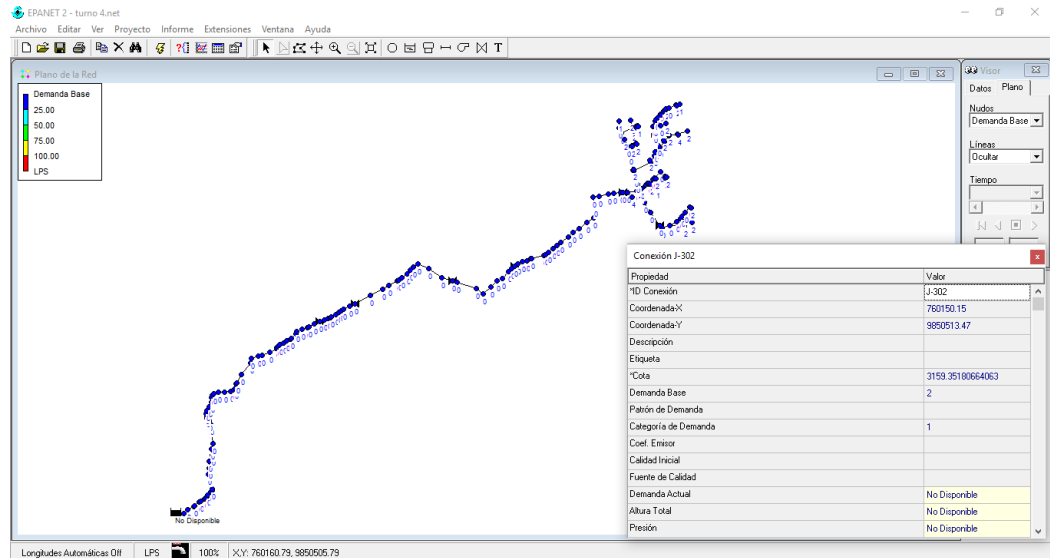 EPANET 2 - turno 4.net
Archivo Editar Ver Proyecto Informe Extensiones Ventana Ayuda
Plano de la Red
Demanda Base
25.00
50.00
75.00
100.00
LPS
No Disponible
Visor
Datos Plano
Nudos
Demanda Base
Líneas
Ocultar
Tiempo
Conexión J-302
Propiedad Valor
*ID Conexión J-302
Coordenada-X 760150.15
Coordenada-Y 9850513.47
Descripción
Etiqueta
*Cota 3159.35180664063
Demanda Base 2
Patrón de Demanda
Categoría de Demanda 1
Coef. Emisor
Calidad Inicial
Fuente de Calidad
Demanda Actual No Disponible
Altura Total No Disponible
Presión No Disponible
Longitudes Automáticas Off LPS 100% X,Y: 760160.79, 9850505.79